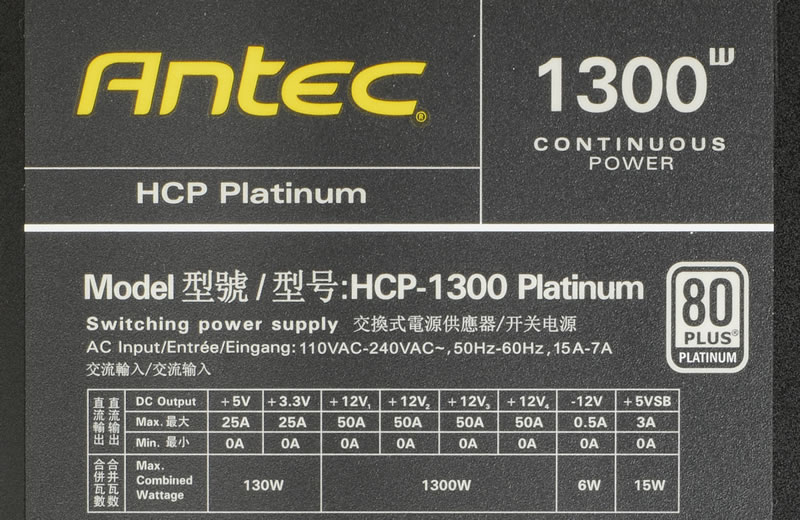 Antec®
1300W
CONTINUOUS
POWER
HCP Platinum
Model 型號 / 型号:HCP-1300 Platinum
80
PLUS®
PLATINUM
Switching power supply 交換式電源供應器/开关电源
AC Input/Entrée/Eingang: 110VAC-240VAC~, 50Hz-60Hz, 15A-7A
交流輸入/交流输入
直流輸出 直流输出
DC Output +5V +3.3V +12V₁ +12V₂ +12V₃ +12V₄ -12V +5VSB
Max. 最大 25A 25A 50A 50A 50A 50A 0.5A 3A
Min. 最小 0A 0A 0A 0A 0A 0A 0A 0A
合併瓦數 合并瓦数
Max.
Combined
Wattage
130W 1300W 6W 15W